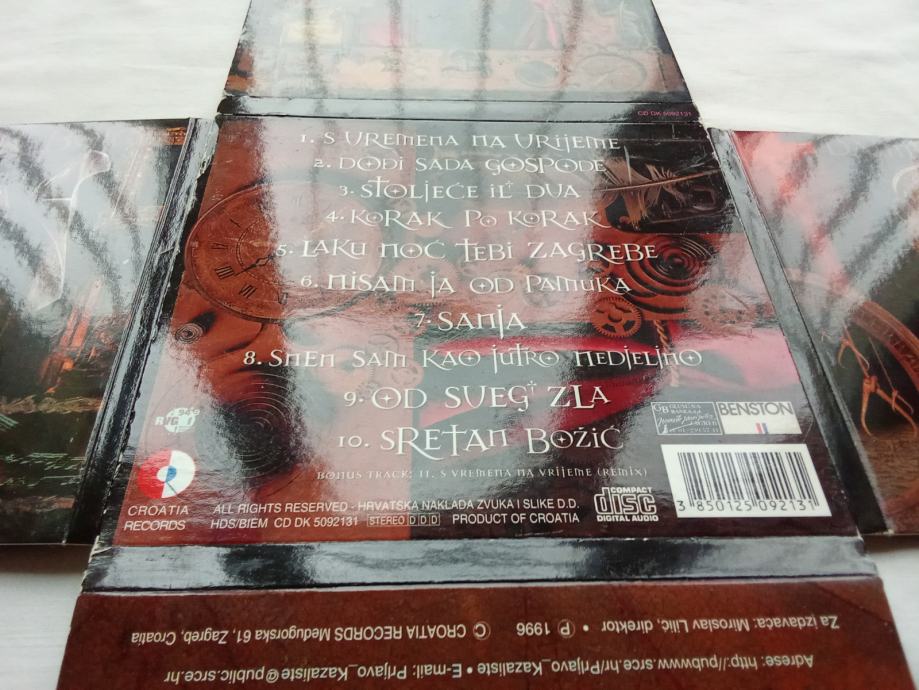 CD DK 5092131
1. S VREMENA NA VRIJEME
2. DOĐI SADA GOSPODE
3. STOLJEĆE IL' DVA
4. KORAK PO KORAK
5. LAKU NOĆ TEBI ZAGREBE
6. NISAM JA OD PAMUKA
7. SANJA
8. SNEN SAM KAO JUTRO NEDJELJNO
9. OD SVEG' ZLA
10. SRETAN BOŽIĆ
BONUS TRACK: 11. S VREMENA NA VRIJEME (REMIX)
BENSTON
CROATIA RECORDS
ALL RIGHTS RESERVED - HRVATSKA NAKLADA ZVUKA I SLIKE D.D.
HDS/BIEM CD DK 5092131 STEREO DDD PRODUCT OF CROATIA
COMPACT disc DIGITAL AUDIO
3 850125 092131
Adrese: http://pubwww.srce.hr/Prljavo_Kazaliste • E-mail: Prljavo_Kazaliste@public.srce.hr
Za izdavača: Miroslav Lilić, direktor • Ⓟ 1996 © CROATIA RECORDS Međugorska 61, Zagreb, Croatia